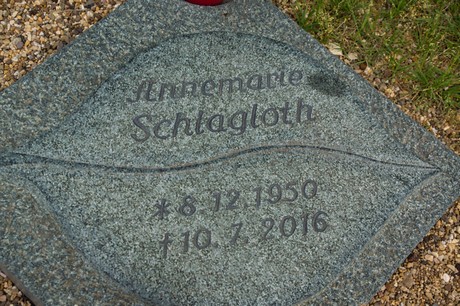 Annemarie
Schlagloth
* 8. 12. 1950
† 10. 7. 2016